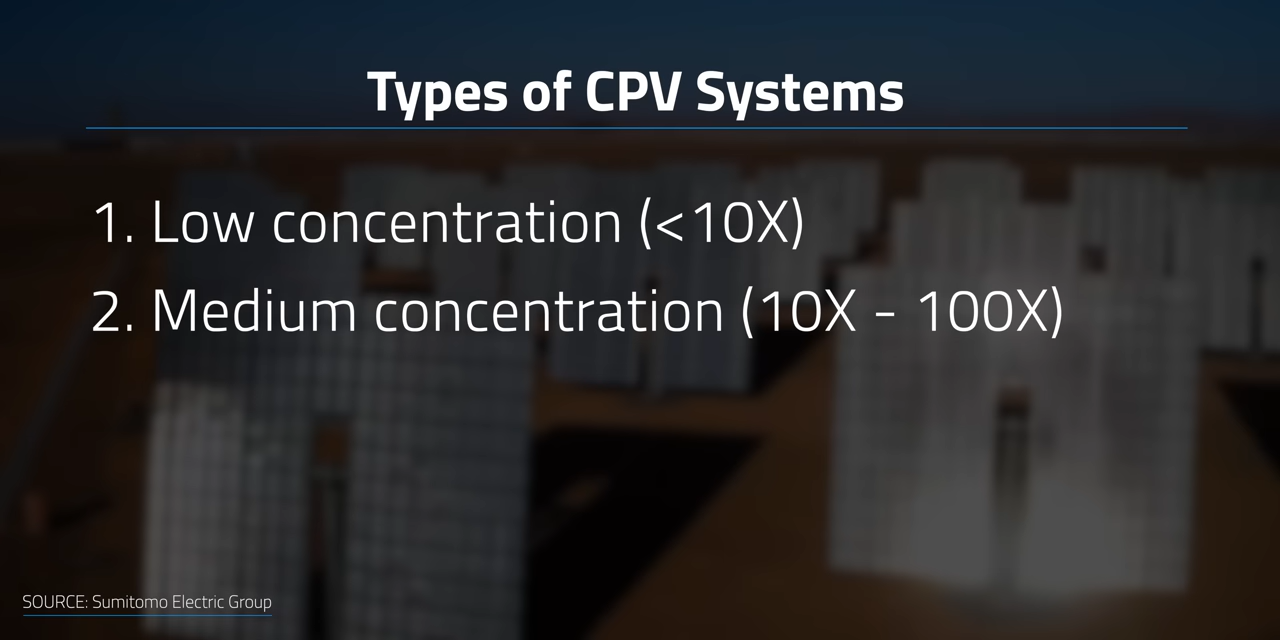 Types of CPV Systems
1. Low concentration (<10X)
2. Medium concentration (10X - 100X)
SOURCE: Sumitomo Electric Group